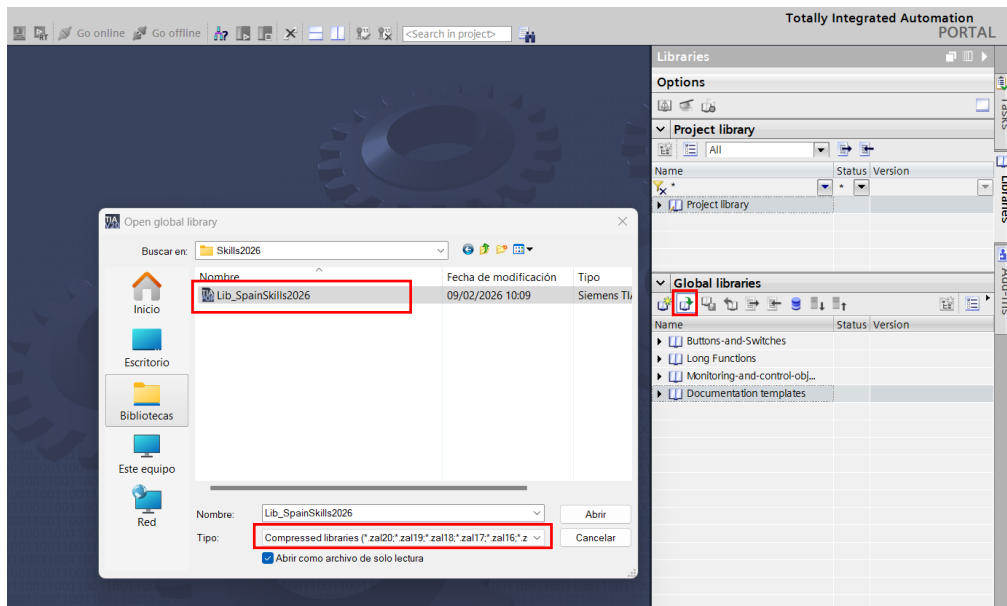 Totally Integrated Automation
PORTAL
Go online Go offline <Search in project>
Libraries
Options
Project library
All
Name Status Version
* *
Project library
Global libraries
Name Status Version
Buttons-and-Switches
Long Functions
Monitoring-and-control-obj...
Documentation templates
Tasks
Libraries
Add-Ins
Open global library
Buscar en: Skills2026
Nombre Fecha de modificación Tipo
Lib_SpainSkills2026 09/02/2026 10:09 Siemens TIA
Inicio
Escritorio
Bibliotecas
Este equipo
Red
Nombre: Lib_SpainSkills2026 Abrir
Tipo: Compressed libraries (*.zal20;*.zal19;*.zal18;*.zal17;*.zal16;*.z Cancelar
Abrir como archivo de solo lectura